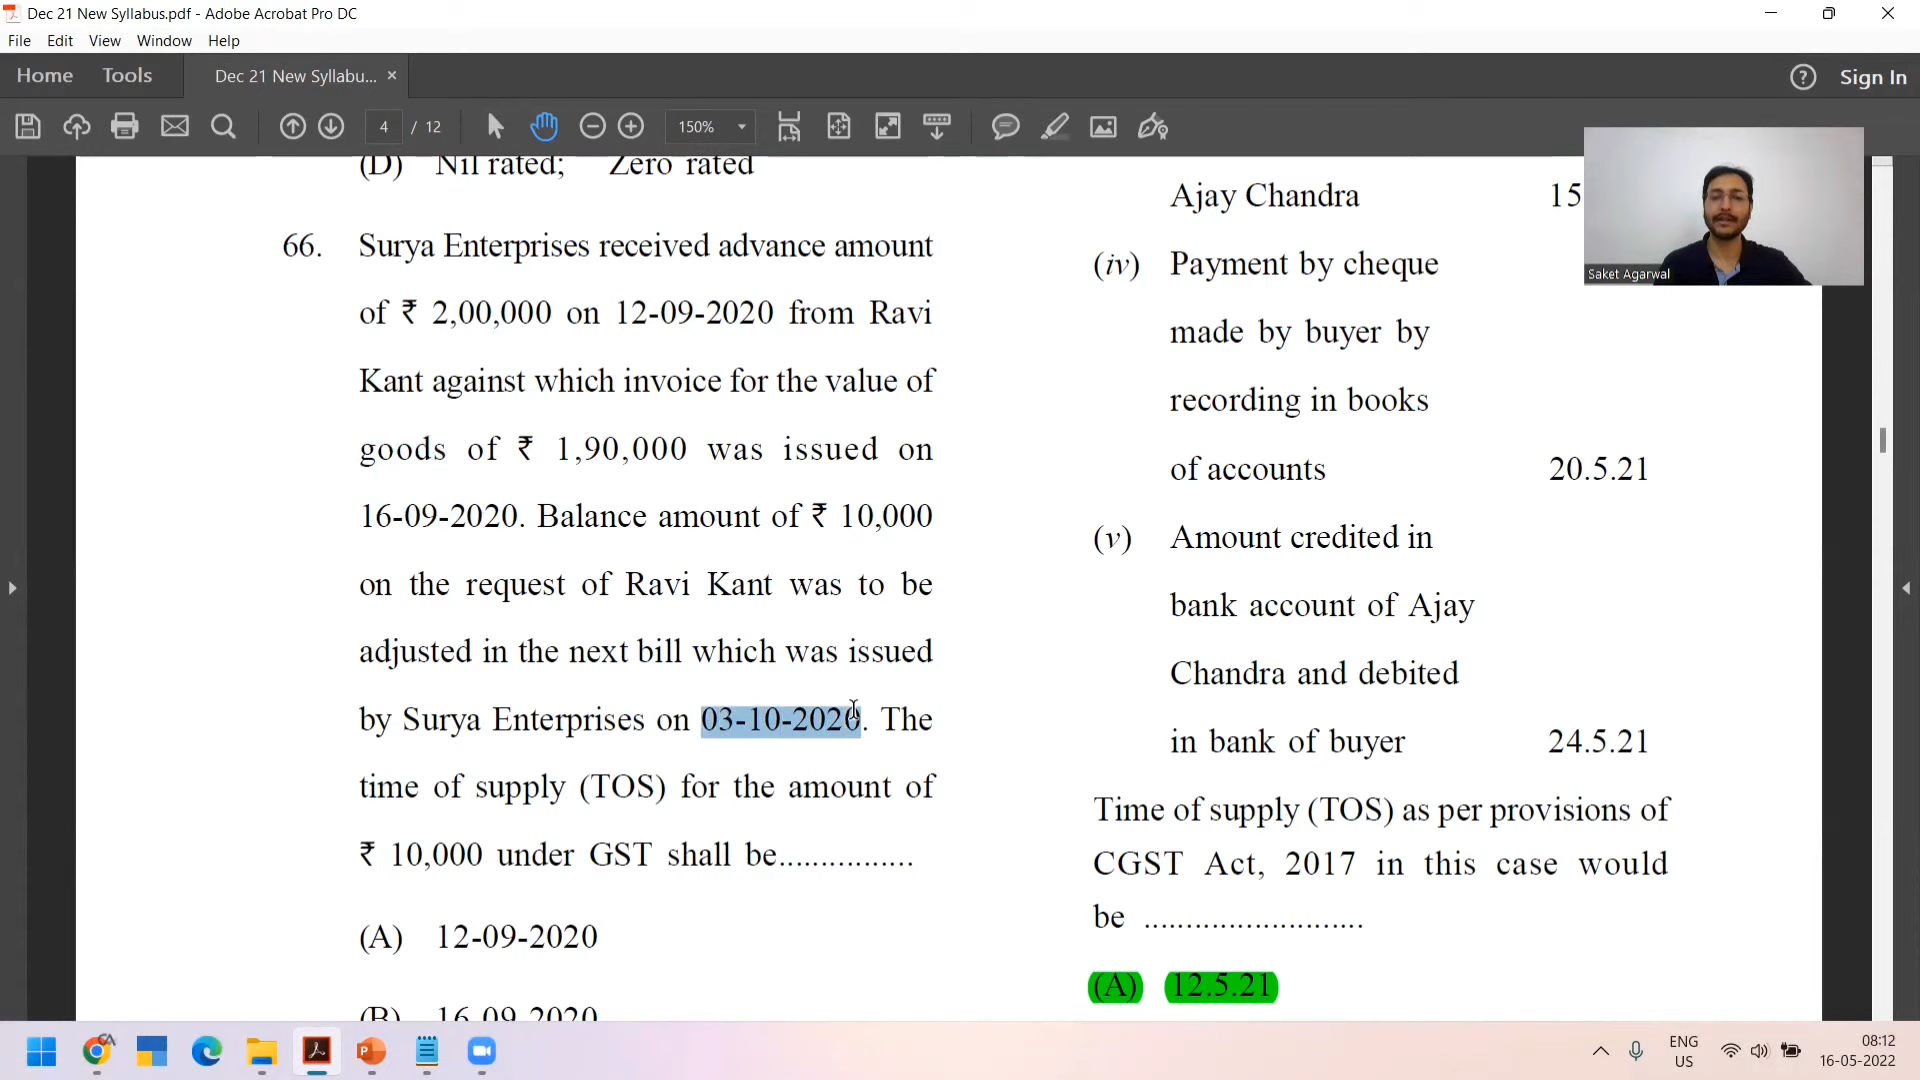 Dec 21 New Syllabus.pdf - Adobe Acrobat Pro DC
File Edit View Window Help
Home Tools Dec 21 New Syllabu... × Sign In
4 / 12 150%
(D) Nil rated; Zero rated
66. Surya Enterprises received advance amount
of ₹ 2,00,000 on 12-09-2020 from Ravi
Kant against which invoice for the value of
goods of ₹ 1,90,000 was issued on
16-09-2020. Balance amount of ₹ 10,000
on the request of Ravi Kant was to be
adjusted in the next bill which was issued
by Surya Enterprises on 03-10-2020. The
time of supply (TOS) for the amount of
₹ 10,000 under GST shall be................
(A) 12-09-2020
(B) 16 09 2020
Ajay Chandra 15
(iv) Payment by cheque
made by buyer by
recording in books
of accounts 20.5.21
(v) Amount credited in
bank account of Ajay
Chandra and debited
in bank of buyer 24.5.21
Time of supply (TOS) as per provisions of
CGST Act, 2017 in this case would
be ..........................
(A) 12.5.21
Saket Agarwal
ENG
US
08:12
16-05-2022